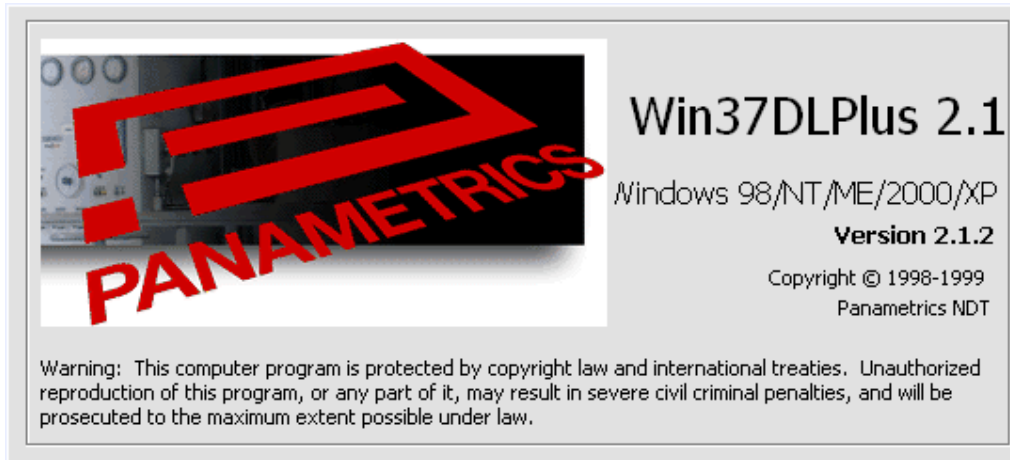 PANAMETRICS
Win37DLPlus 2.1
Windows 98/NT/ME/2000/XP
Version 2.1.2
Copyright © 1998-1999
Panametrics NDT
Warning:  This computer program is protected by copyright law and international treaties.  Unauthorized
reproduction of this program, or any part of it, may result in severe civil criminal penalties, and will be
prosecuted to the maximum extent possible under law.